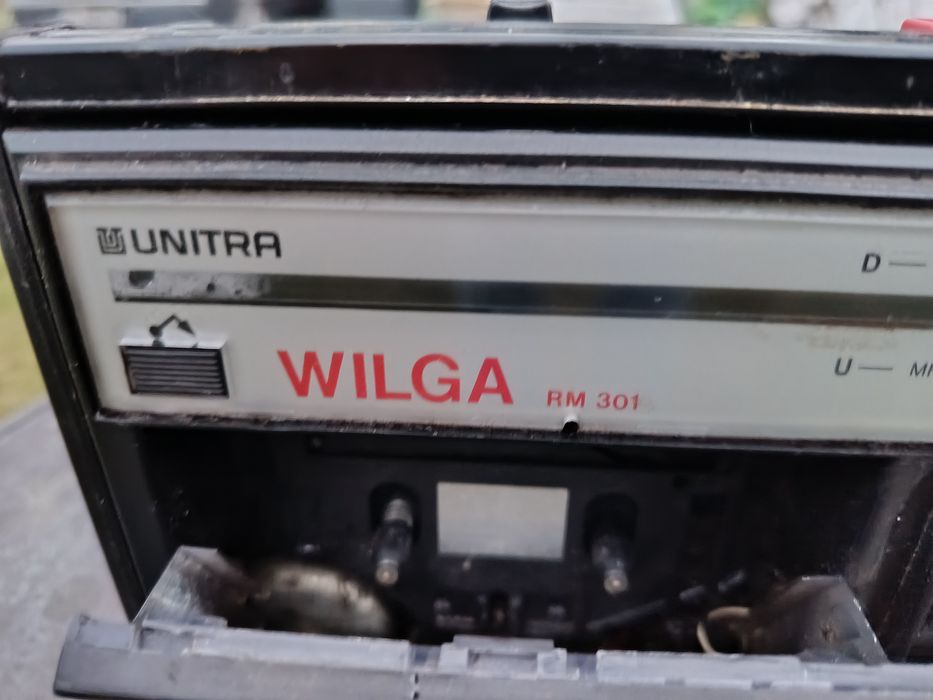 UNITRA
D
U
WILGA RM 301